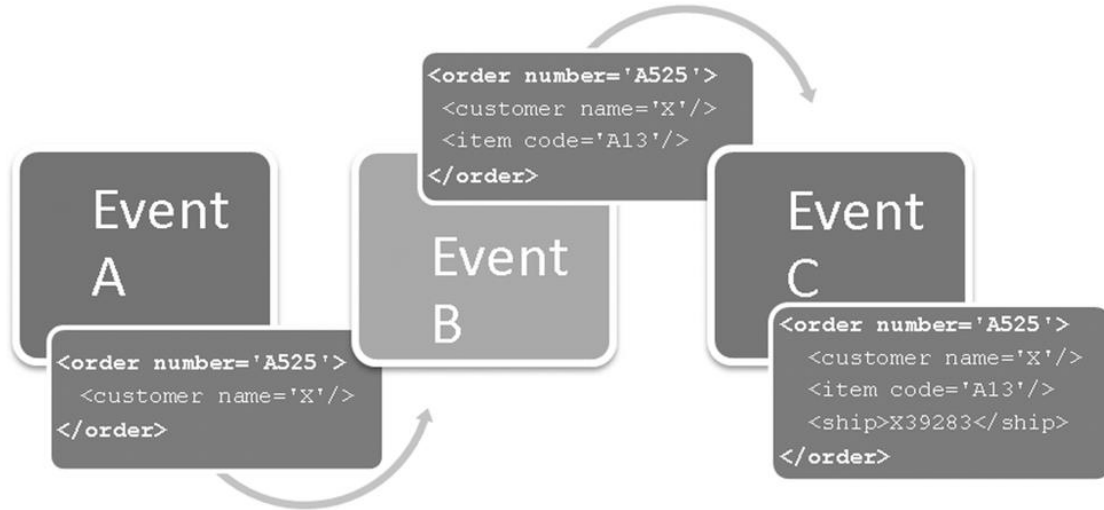 Event
A
<order number='A525'>
<customer name='X'/>
</order>
Event
B
<order number='A525'>
<customer name='X'/>
<item code='A13'/>
</order>
Event
C
<order number='A525'>
<customer name='X'/>
<item code='A13'/>
<ship>X39283</ship>
</order>